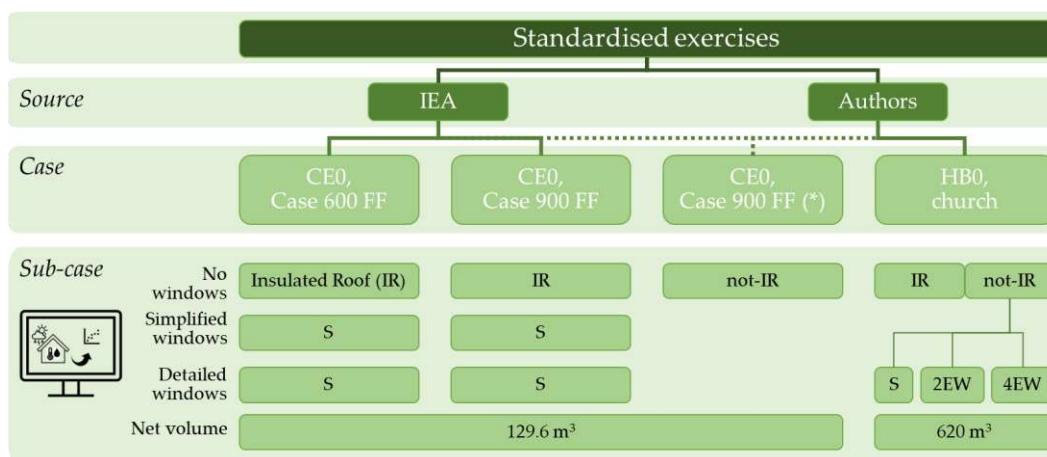 Standardised exercises
Source
IEA
Authors
Case
CE0,
Case 600 FF
CE0,
Case 900 FF
CE0,
Case 900 FF (*)
HB0,
church
Sub-case
No
windows
Insulated Roof (IR)
IR
not-IR
IR
not-IR
Simplified
windows
S
S
Detailed
windows
S
S
S
2EW
4EW
Net volume
129.6 m³
620 m³